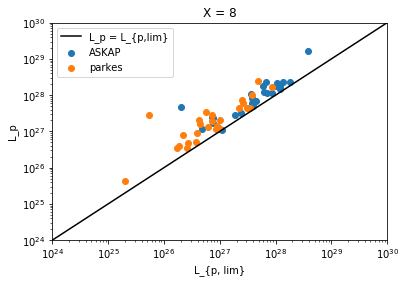 X = 8
L_p = L_{p,lim}
ASKAP
parkes
10^30
10^29
10^28
10^27
10^26
10^25
10^24
L_p
10^24 10^25 10^26 10^27 10^28 10^29 10^30
L_{p, lim}